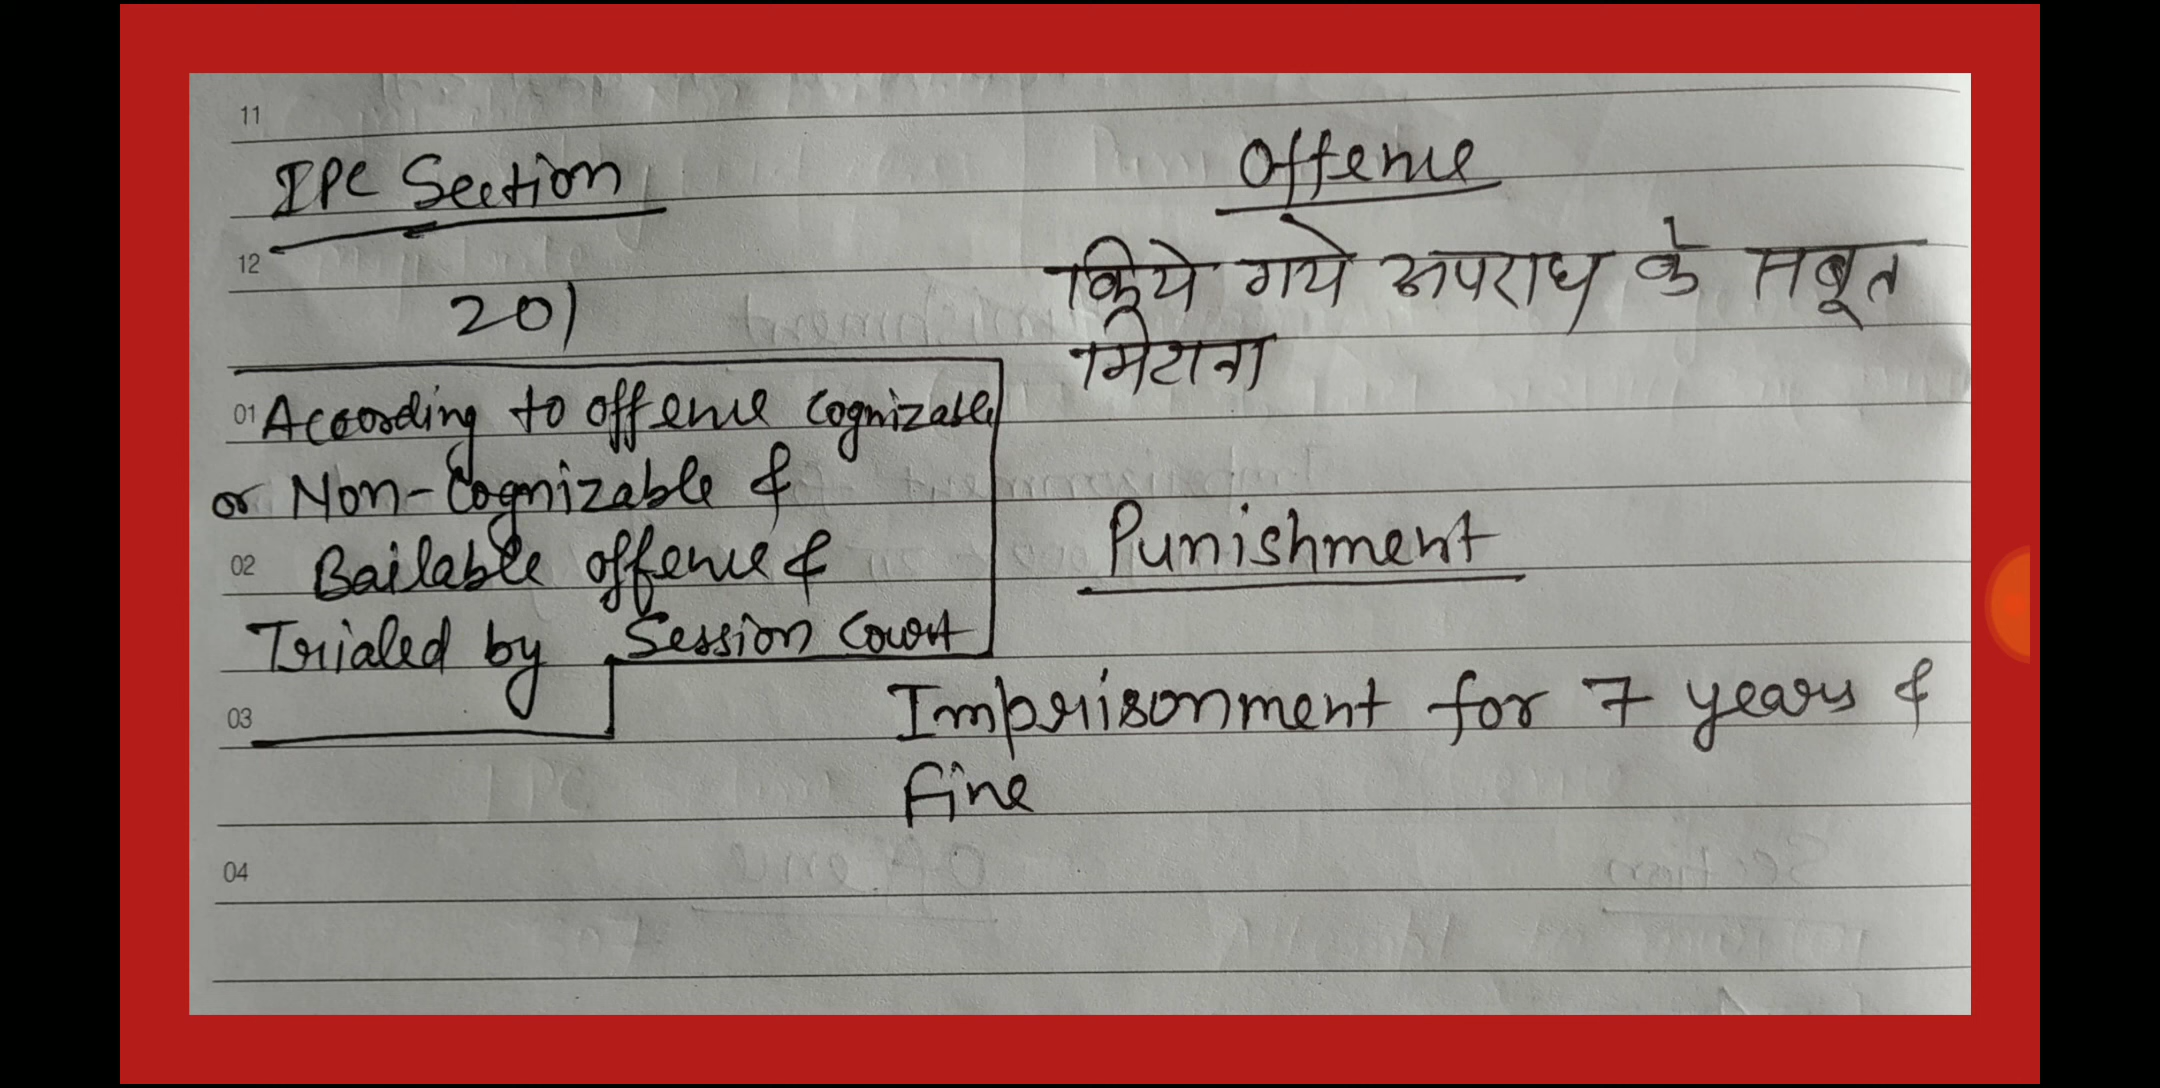 11
IPC Section
Offence
12
201
किये गये अपराध के सबूत
मिटाना
01 According to offence cognizable
or Non-Cognizable &
02 Bailable offence &
Trialed by Session Court
Punishment
03
Imprisonment for 7 years &
fine
04